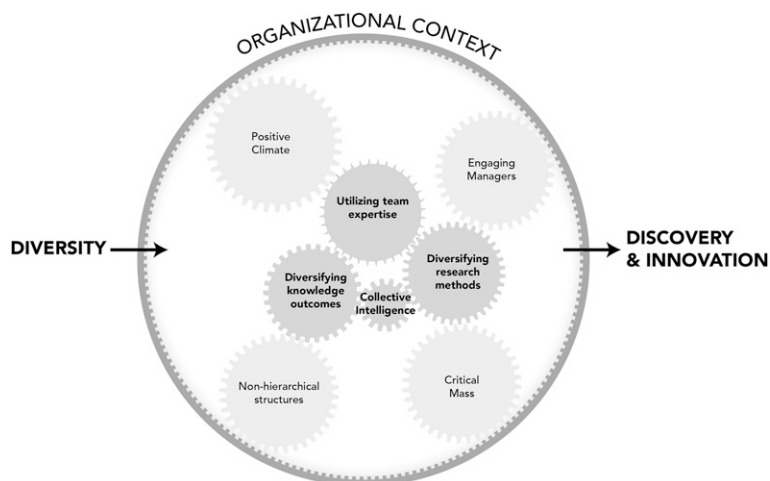 ORGANIZATIONAL CONTEXT
Positive
Climate
Engaging
Managers
Utilizing team
expertise
DIVERSITY
DISCOVERY
& INNOVATION
Diversifying
research
methods
Diversifying
knowledge
outcomes
Collective
Intelligence
Non-hierarchical
structures
Critical
Mass